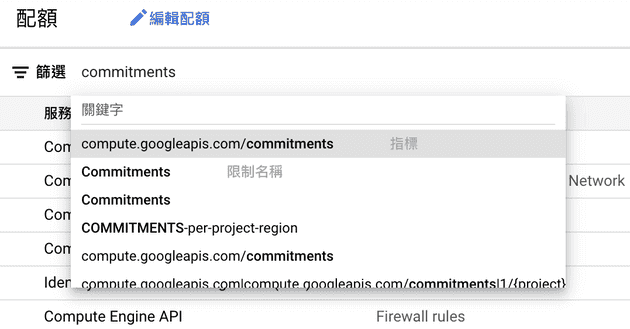 配額 編輯配額
篩選 commitments
關鍵字
服務
compute.googleapis.com/commitments 指標
Com
Commitments 限制名稱
Com Network
Commitments
Com
COMMITMENTS-per-project-region
Com
compute.googleapis.com/commitments
compute.googleapis.com|compute.googleapis.com/commitments|1/{project}
Iden
Compute Engine API Firewall rules